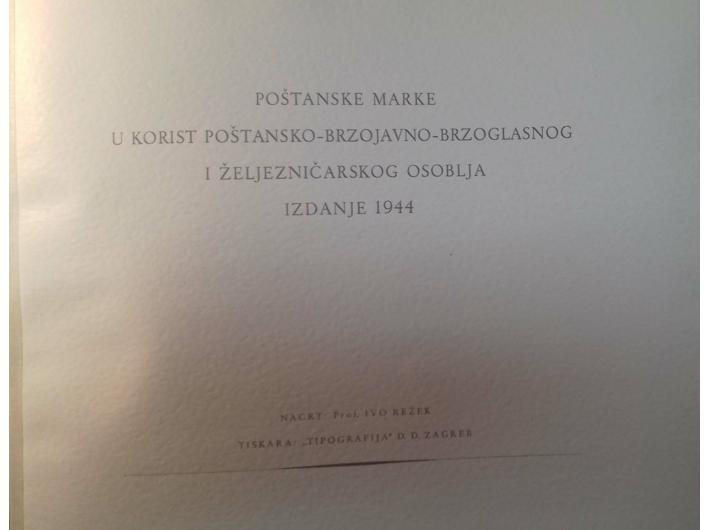 POŠTANSKE MARKE
U KORIST POŠTANSKO-BRZOJAVNO-BRZOGLASNOG
I ŽELJEZNIČARSKOG OSOBLJA
IZDANJE 1944
NACRT: Prof. IVO REŽEK
TISKARA: „TIPOGRAFIJA" D. D. ZAGREB